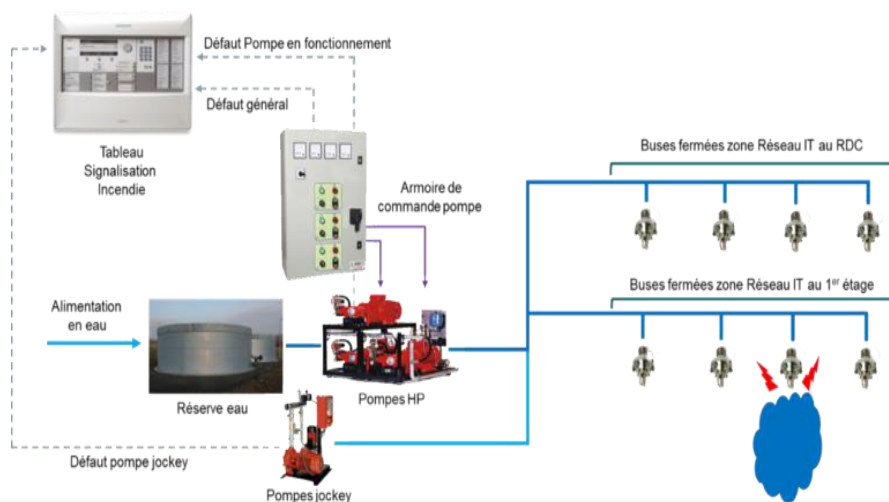 Défaut Pompe en fonctionnement
Défaut général
Tableau
Signalisation
Incendie
Armoire de
commande pompe
Buses fermées zone Réseau IT au RDC
Buses fermées zone Réseau IT au 1er étage
Alimentation
en eau
Réserve eau
Pompes HP
Défaut pompe jockey
Pompes jockey